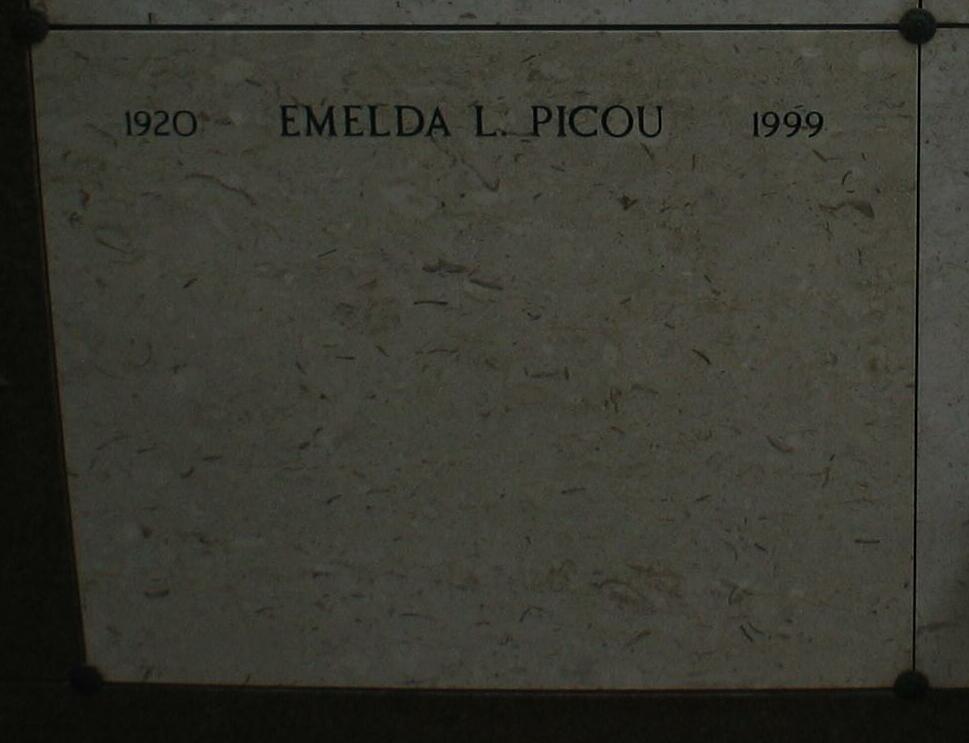 1920 EMELDA L. PICOU 1999